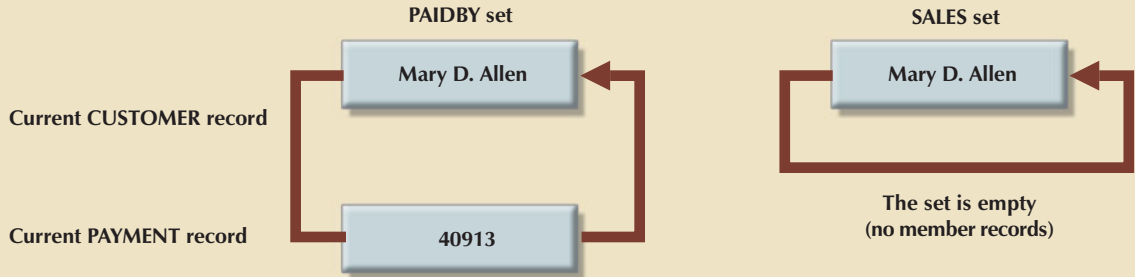 PAIDBY set
SALES set
Mary D. Allen
Mary D. Allen
Current CUSTOMER record
Current PAYMENT record
40913
The set is empty
(no member records)